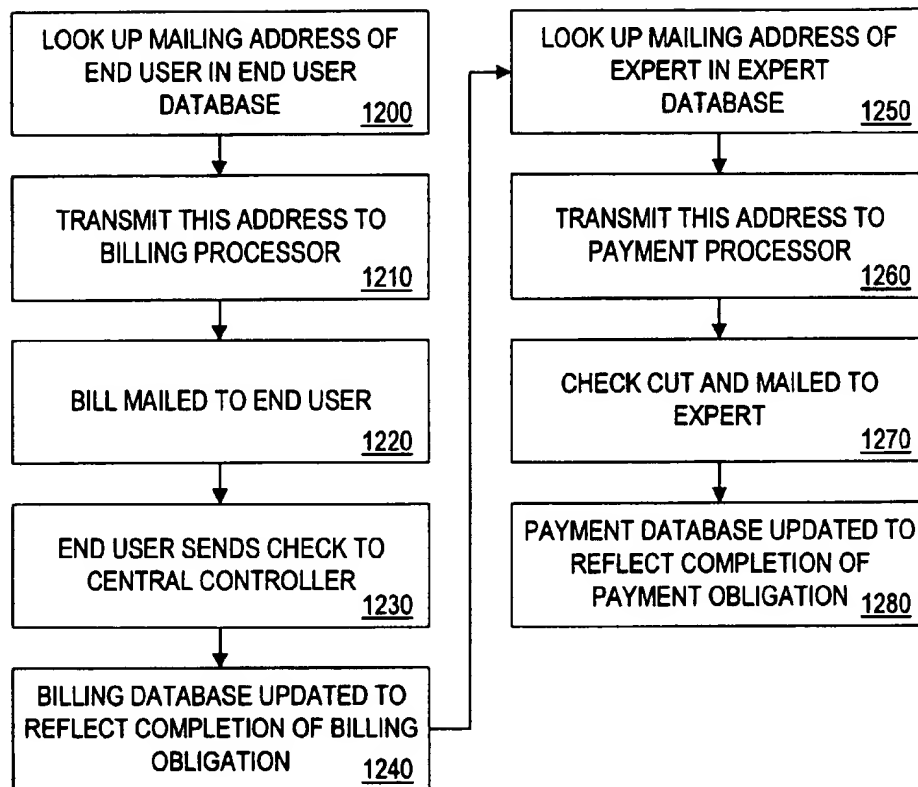 LOOK UP MAILING ADDRESS OF
END USER IN END USER
DATABASE
1200
TRANSMIT THIS ADDRESS TO
BILLING PROCESSOR
1210
BILL MAILED TO END USER
1220
END USER SENDS CHECK TO
CENTRAL CONTROLLER
1230
BILLING DATABASE UPDATED TO
REFLECT COMPLETION OF BILLING
OBLIGATION
1240
LOOK UP MAILING ADDRESS OF
EXPERT IN EXPERT
DATABASE
1250
TRANSMIT THIS ADDRESS TO
PAYMENT PROCESSOR
1260
CHECK CUT AND MAILED TO
EXPERT
1270
PAYMENT DATABASE UPDATED TO
REFLECT COMPLETION OF
PAYMENT OBLIGATION
1280